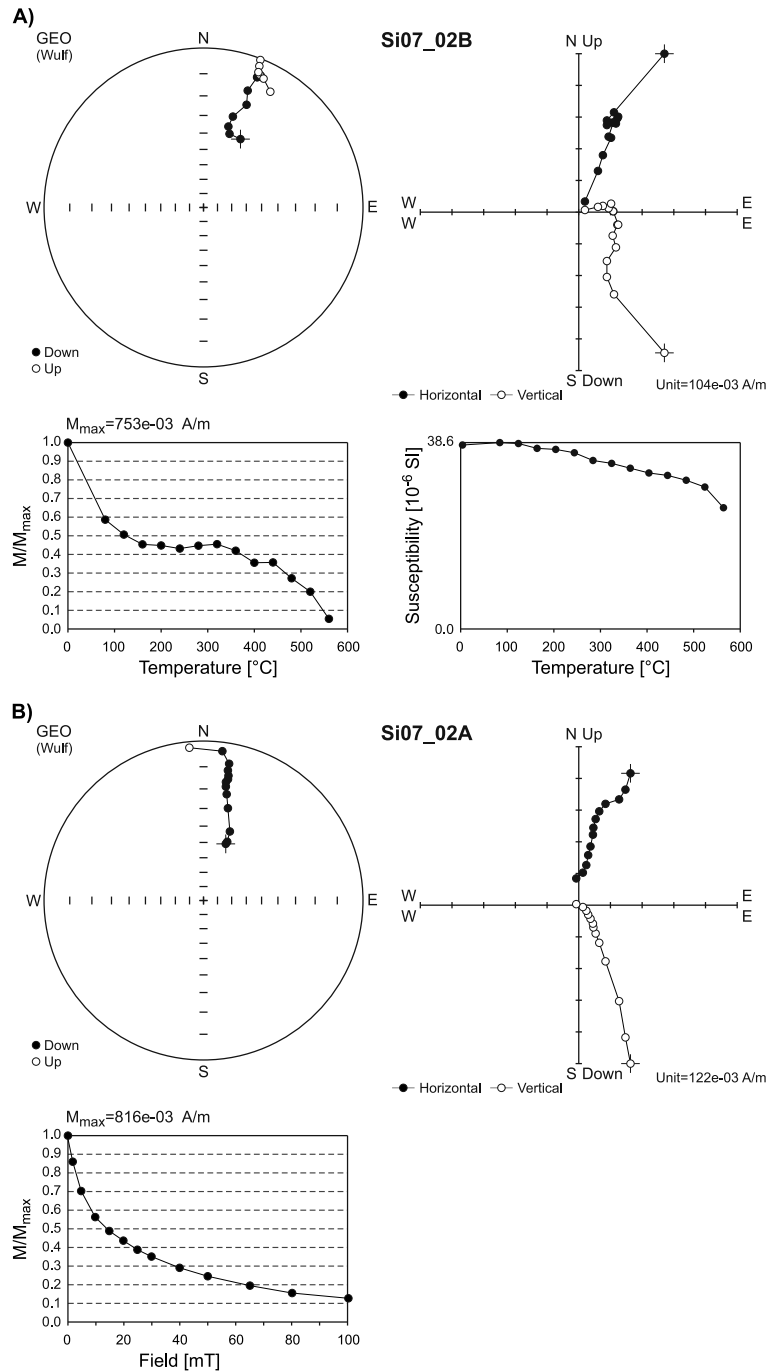 A)
GEO
(Wulf)
N
W
E
S
Down
Up
Si07_02B
N Up
W E
W E
S Down
Unit=104e-03 A/m
Horizontal Vertical
Mmax=753e-03 A/m
M/Mmax
1.0
0.9
0.8
0.7
0.6
0.5
0.4
0.3
0.2
0.1
0.0
0 100 200 300 400 500 600
Temperature [°C]
Susceptibility [10-6 SI]
38.6
0.0
0 100 200 300 400 500 600
Temperature [°C]
B)
GEO
(Wulf)
N
W
E
S
Down
Up
Si07_02A
N Up
W E
W E
S Down
Unit=122e-03 A/m
Horizontal Vertical
Mmax=816e-03 A/m
M/Mmax
1.0
0.9
0.8
0.7
0.6
0.5
0.4
0.3
0.2
0.1
0.0
0 20 40 60 80 100
Field [mT]